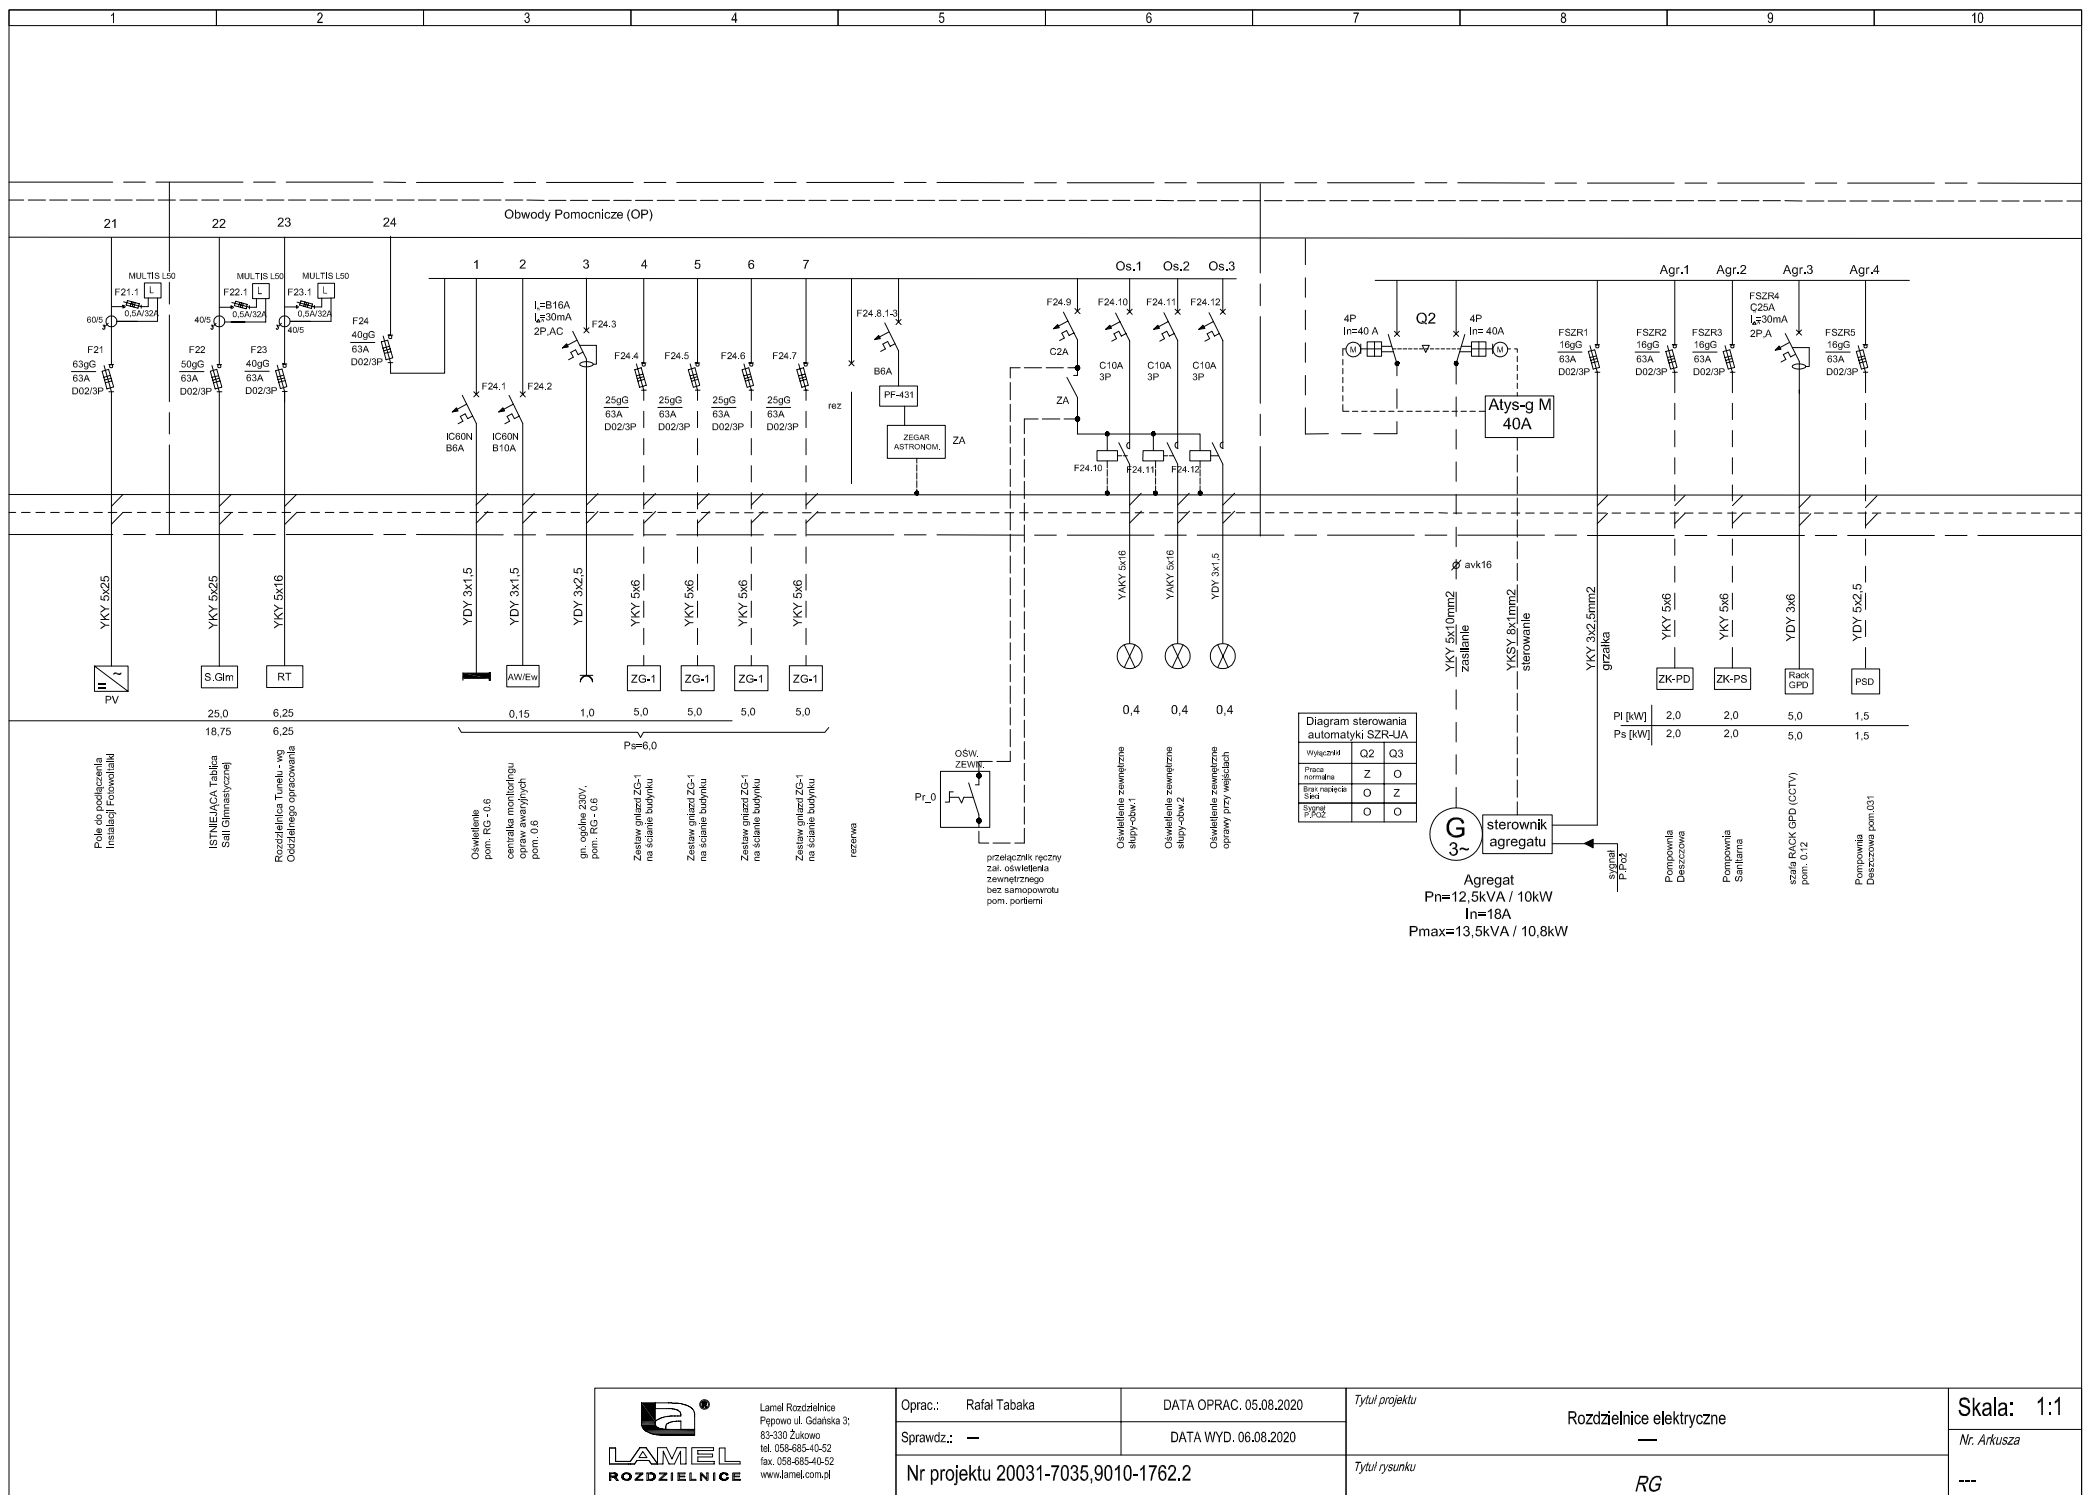 1 2 3 4 5 6 7 8 9 10
Obwody Pomocnicze (OP)
21
22
23
24
MULTIS L50
F21.1
L
0,5A/32A
60/5
F21
63gG
63A
D02/3P
MULTIS L50
F22.1
L
0,5A/32A
40/5
F22
50gG
63A
D02/3P
MULTIS L50
F23.1
L
0,5A/32A
40/5
F23
40gG
63A
D02/3P
F24
40gG
63A
D02/3P
1
2
3
4
5
6
7
F24.1
IC60N
B6A
F24.2
IC60N
B10A
I =B16A
I =30mA
2P,AC
F24.3
F24.4
25gG
63A
D02/3P
F24.5
25gG
63A
D02/3P
F24.6
25gG
63A
D02/3P
F24.7
25gG
63A
D02/3P
rez
F24.8.1-3
B6A
PF-431
ZEGAR
ASTRONOM.
ZA
F24.9
C2A
ZA
Os.1
Os.2
Os.3
F24.10
C10A
3P
F24.11
C10A
3P
F24.12
C10A
3P
F24.10
F24.11
F24.12
4P
In=40 A
Q2
4P
In= 40A
M
M
Atys-g M
40A
FSZR1
16gG
63A
D02/3P
Agr.1
Agr.2
Agr.3
Agr.4
FSZR2
16gG
63A
D02/3P
FSZR3
16gG
63A
D02/3P
FSZR4
C25A
I =30mA
2P,A
FSZR5
16gG
63A
D02/3P
YKY 5x25
YKY 5x25
YKY 5x16
YDY 3x1,5
YDY 3x1,5
YDY 3x2,5
YKY 5x6
YKY 5x6
YKY 5x6
YKY 5x6
YAKY 5x16
YAKY 5x16
YDY 3x1,5
avk16
YKY 5x10mm2
zasilanie
YKSY 8x1mm2
sterowanie
YKY 3x2,5mm2
grzałka
YKY 5x6
YKY 5x6
YDY 3x6
YDY 5x2,5
PV
S.Gim
RT
AW/Ew
ZG-1
ZG-1
ZG-1
ZG-1
ZK-PD
ZK-PS
Rack
GPD
PSD
25,0
6,25
0,15
1,0
5,0
5,0
5,0
5,0
0,4
0,4
0,4
18,75
6,25
Ps=6,0
PI [kW] 2,0 2,0 5,0 1,5
Ps [kW] 2,0 2,0 5,0 1,5
Pole do podłączenia
Instalacji Fotowoltaiki
ISTNIEJĄCA Tablica
Sali Gimnastycznej
Rozdzielnica Tunelu - wg
Oddzielnego opracowania
Oświetlenie
pom. RG - 0.6
centralka monitoringu
opraw awaryjnych
pom. 0.6
gn. ogólne 230V,
pom. RG - 0.6
Zestaw gniazd ZG-1
na ścianie budynku
Zestaw gniazd ZG-1
na ścianie budynku
Zestaw gniazd ZG-1
na ścianie budynku
Zestaw gniazd ZG-1
na ścianie budynku
rezerwa
OŚW.
ZEWN.
Pr_0
przełącznik ręczny
zał. oświetlenia
zewnętrznego
bez samopowrotu
pom. portierni
Oświetlenie zewnętrzne
słupy-obw.1
Oświetlenie zewnętrzne
słupy-obw.2
Oświetlenie zewnętrzne
oprawy przy wejściach
Diagram sterowania
automatyki SZR-UA
Wyłączniki Q2 Q3
Praca
normalna Z O
Brak napięcia
Sieci O Z
Sygnał
P.POŻ O O
G
3~
sterownik
agregatu
sygnał
P.Poż
Agregat
Pn=12,5kVA / 10kW
In=18A
Pmax=13,5kVA / 10,8kW
Pompownia
Deszczowa
Pompownia
Sanitarna
szafa RACK GPD (CCTV)
pom. 0.12
Pompownia
Deszczowa pom.031
a ®
LAMEL
ROZDZIELNICE
Lamel Rozdzielnice
Pępowo ul. Gdańska 3;
83-330 Żukowo
tel. 058-685-40-52
fax. 058-685-40-52
www.lamel.com.pl
Oprac.: Rafał Tabaka
DATA OPRAC. 05.08.2020
Sprawdz.: —
DATA WYD. 06.08.2020
Nr projektu 20031-7035,9010-1762.2
Tytuł projektu
Rozdzielnice elektryczne
—
Tytuł rysunku
RG
Skala: 1:1
Nr. Arkusza
---